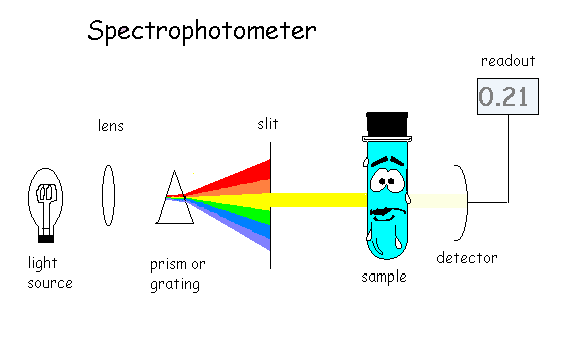 Spectrophotometer
readout
0.21
slit
lens
light
source
prism or
grating
sample
detector